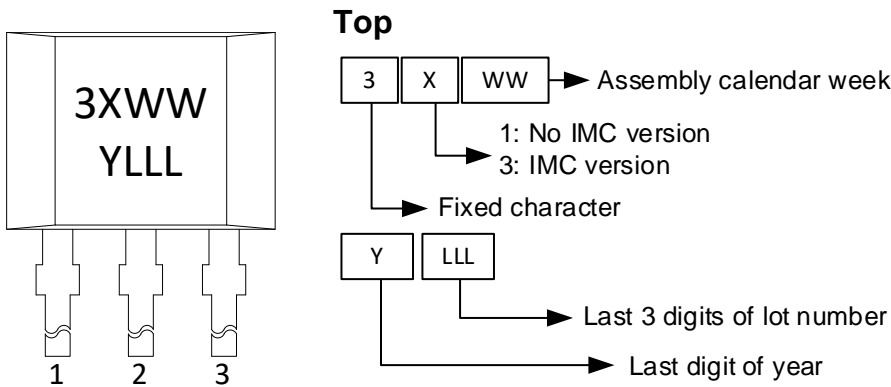 Top
3XWW
YLLL
3 X WW Assembly calendar week
1: No IMC version
3: IMC version
Fixed character
Y LLL
Last 3 digits of lot number
Last digit of year
1 2 3